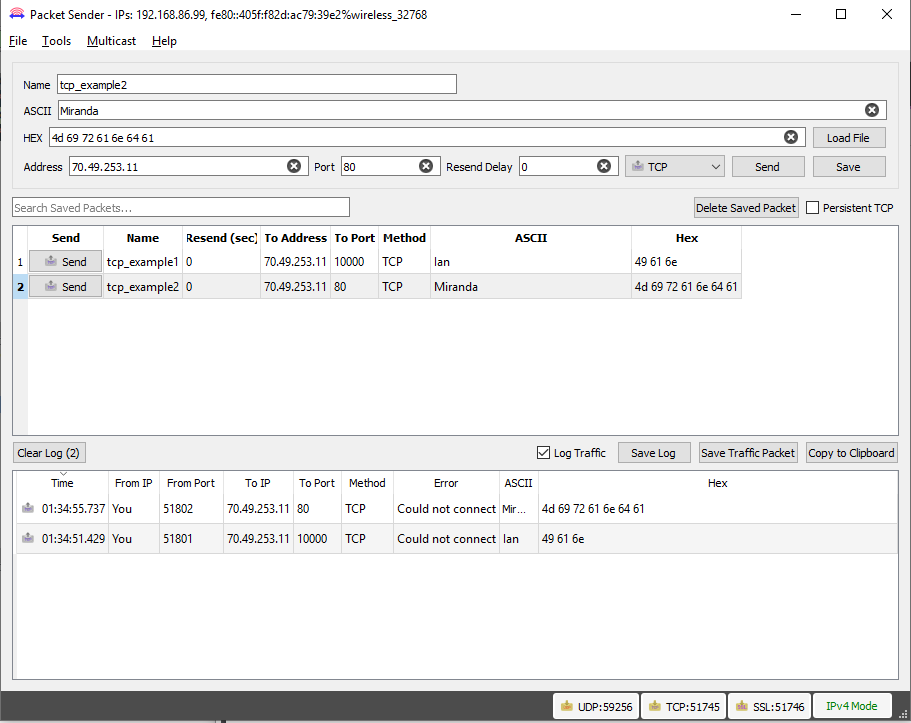 Packet Sender - IPs: 192.168.86.99, fe80::405f:f82d:ac79:39e2%wireless_32768
File Tools Multicast Help
Name tcp_example2
ASCII Miranda
HEX 4d 69 72 61 6e 64 61 Load File
Address 70.49.253.11 Port 80 Resend Delay 0 TCP Send Save
Search Saved Packets... Delete Saved Packet Persistent TCP
Send Name Resend (sec) To Address To Port Method ASCII Hex
1 Send tcp_example1 0 70.49.253.11 10000 TCP Ian 49 61 6e
2 Send tcp_example2 0 70.49.253.11 80 TCP Miranda 4d 69 72 61 6e 64 61
Clear Log (2) Log Traffic Save Log Save Traffic Packet Copy to Clipboard
Time From IP From Port To IP To Port Method Error ASCII Hex
01:34:55.737 You 51802 70.49.253.11 80 TCP Could not connect Mir... 4d 69 72 61 6e 64 61
01:34:51.429 You 51801 70.49.253.11 10000 TCP Could not connect Ian 49 61 6e
UDP:59256 TCP:51745 SSL:51746 IPv4 Mode